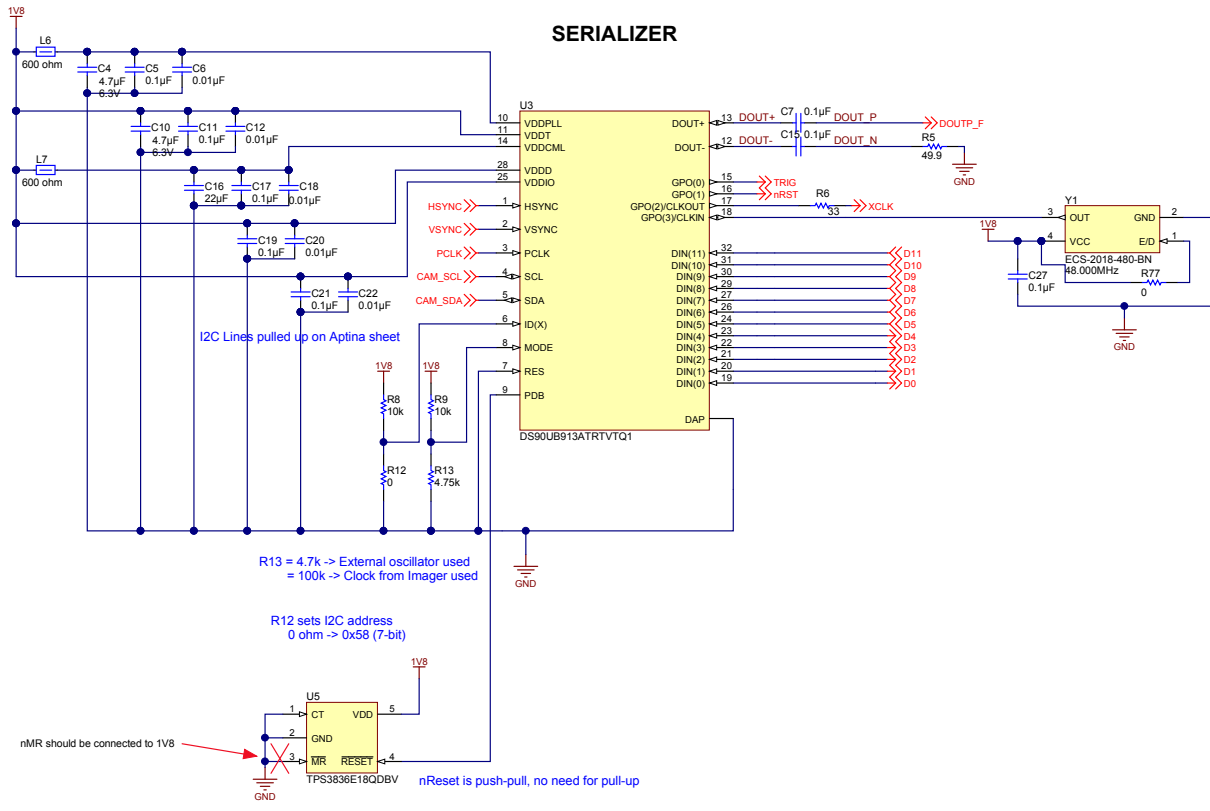 SERIALIZER
1V8
L6
600 ohm
C4
4.7µF
6.3V
C5
0.1µF
C6
0.01µF
C10
4.7µF
6.3V
C11
0.1µF
C12
0.01µF
L7
600 ohm
C16
22µF
C17
0.1µF
C18
0.01µF
C19
0.1µF
C20
0.01µF
C21
0.1µF
C22
0.01µF
I2C Lines pulled up on Aptina sheet
HSYNC
VSYNC
PCLK
CAM_SCL
CAM_SDA
U3
10 VDDPLL
11 VDDT
14 VDDCML
28 VDDD
25 VDDIO
1 HSYNC
2 VSYNC
3 PCLK
4 SCL
5 SDA
6 ID(X)
8 MODE
7 RES
9 PDB
DOUT+ 13 DOUT+
DOUT- 12 DOUT-
GPO(0) 15 TRIG
GPO(1) 16 nRST
GPO(2)/CLKOUT 17
GPO(3)/CLKIN 18
DIN(11) 32 D11
DIN(10) 31 D10
DIN(9) 30 D9
DIN(8) 29 D8
DIN(7) 27 D7
DIN(6) 26 D6
DIN(5) 24 D5
DIN(4) 23 D4
DIN(3) 22 D3
DIN(2) 21 D2
DIN(1) 20 D1
DIN(0) 19 D0
DAP
DS90UB913ATRTVTQ1
C7 0.1µF
DOUT_P
DOUTP_F
C15 0.1µF
DOUT_N
R5
49.9
GND
R6
33
XCLK
Y1
3 OUT
GND 2
4 VCC
E/D 1
ECS-2018-480-BN
48.000MHz
1V8
C27
0.1µF
R77
0
GND
1V8
R8
10k
R12
0
1V8
R9
10k
R13
4.75k
GND
R13 = 4.7k -> External oscillator used
= 100k -> Clock from Imager used
R12 sets I2C address
0 ohm -> 0x58 (7-bit)
1V8
U5
1 CT
VDD 5
2 GND
3 MR
RESET 4
TPS3836E18QDBV
GND
nMR should be connected to 1V8
nReset is push-pull, no need for pull-up